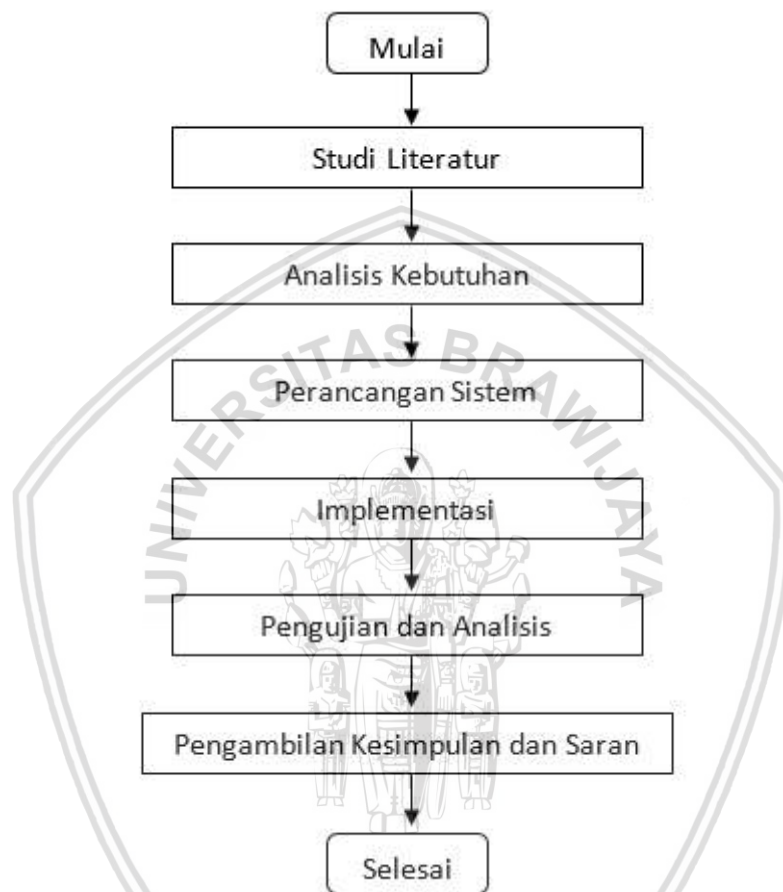 Mulai
Studi Literatur
Analisis Kebutuhan
UNIVERSITAS BRAWIJAYA
Perancangan Sistem
Implementasi
Pengujian dan Analisis
Pengambilan Kesimpulan dan Saran
Selesai